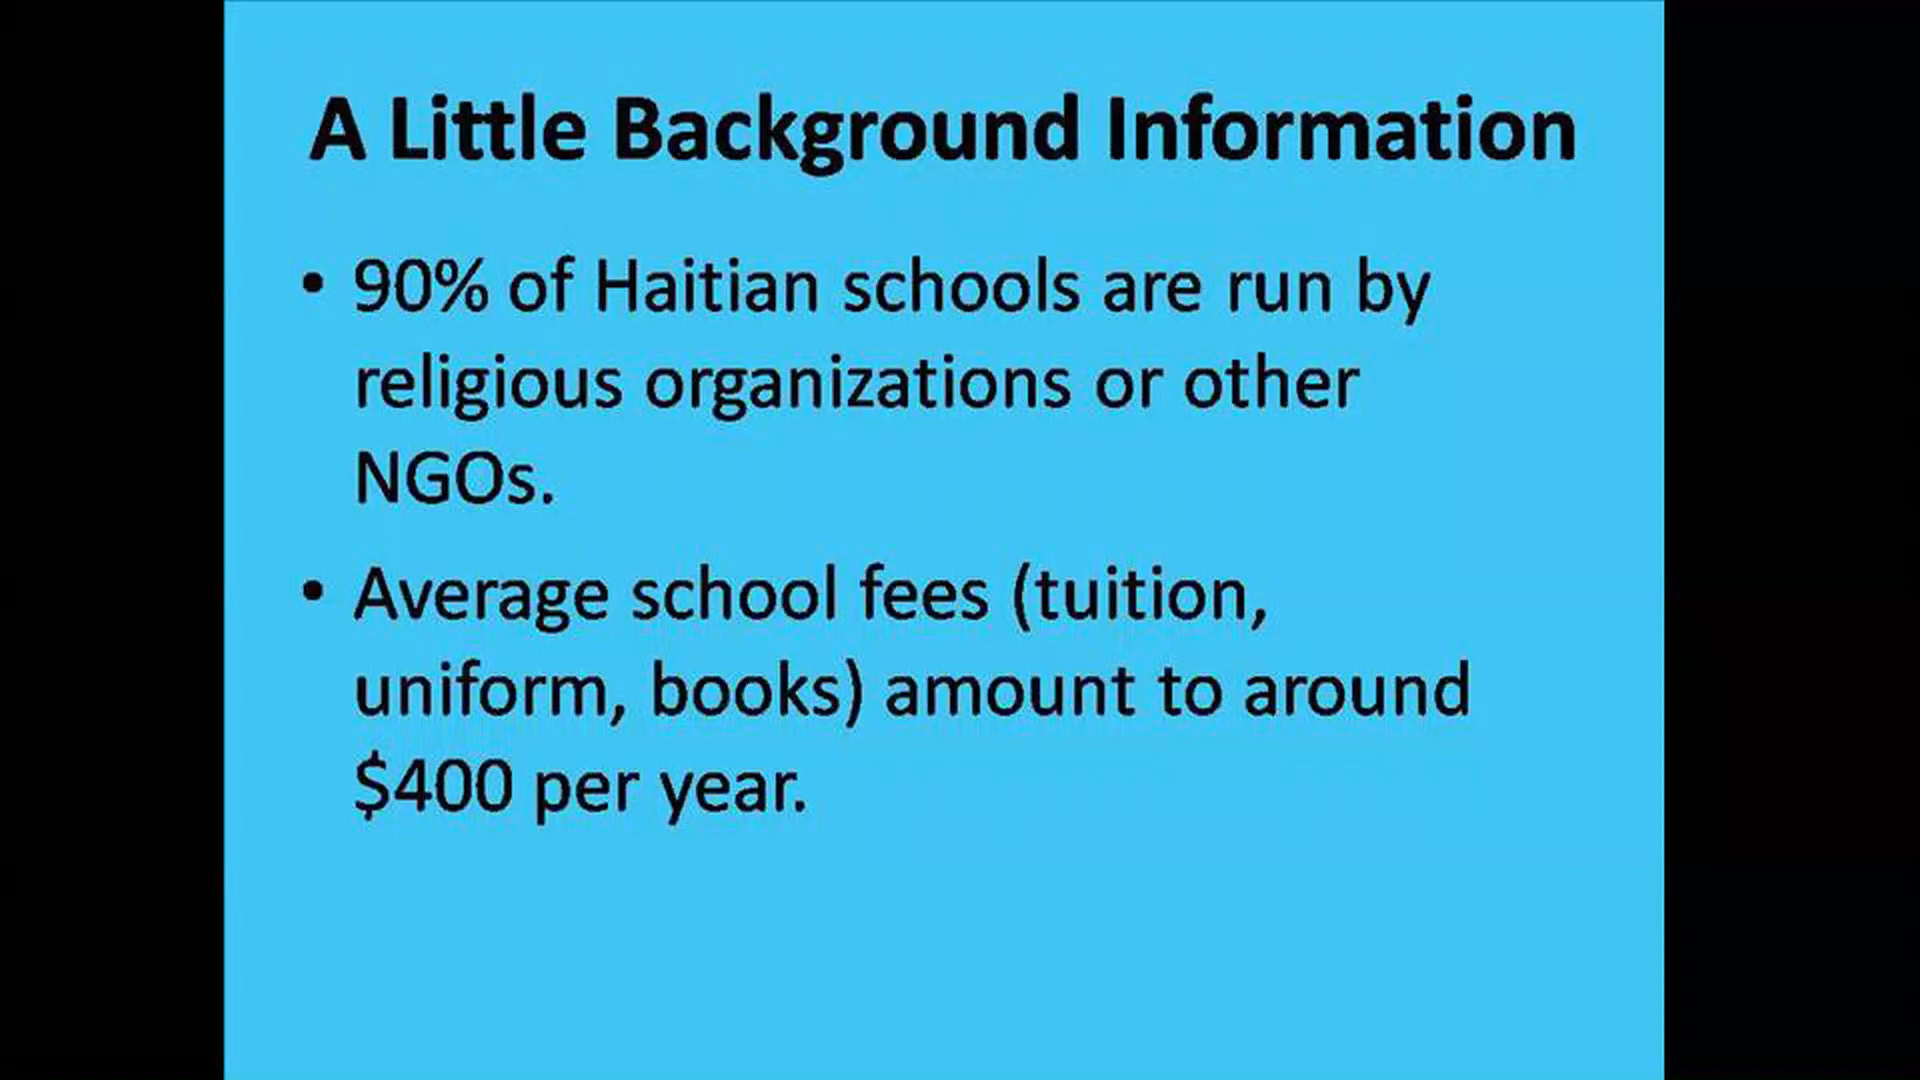 A Little Background Information
• 90% of Haitian schools are run by
religious organizations or other
NGOs.
• Average school fees (tuition,
uniform, books) amount to around
$400 per year.